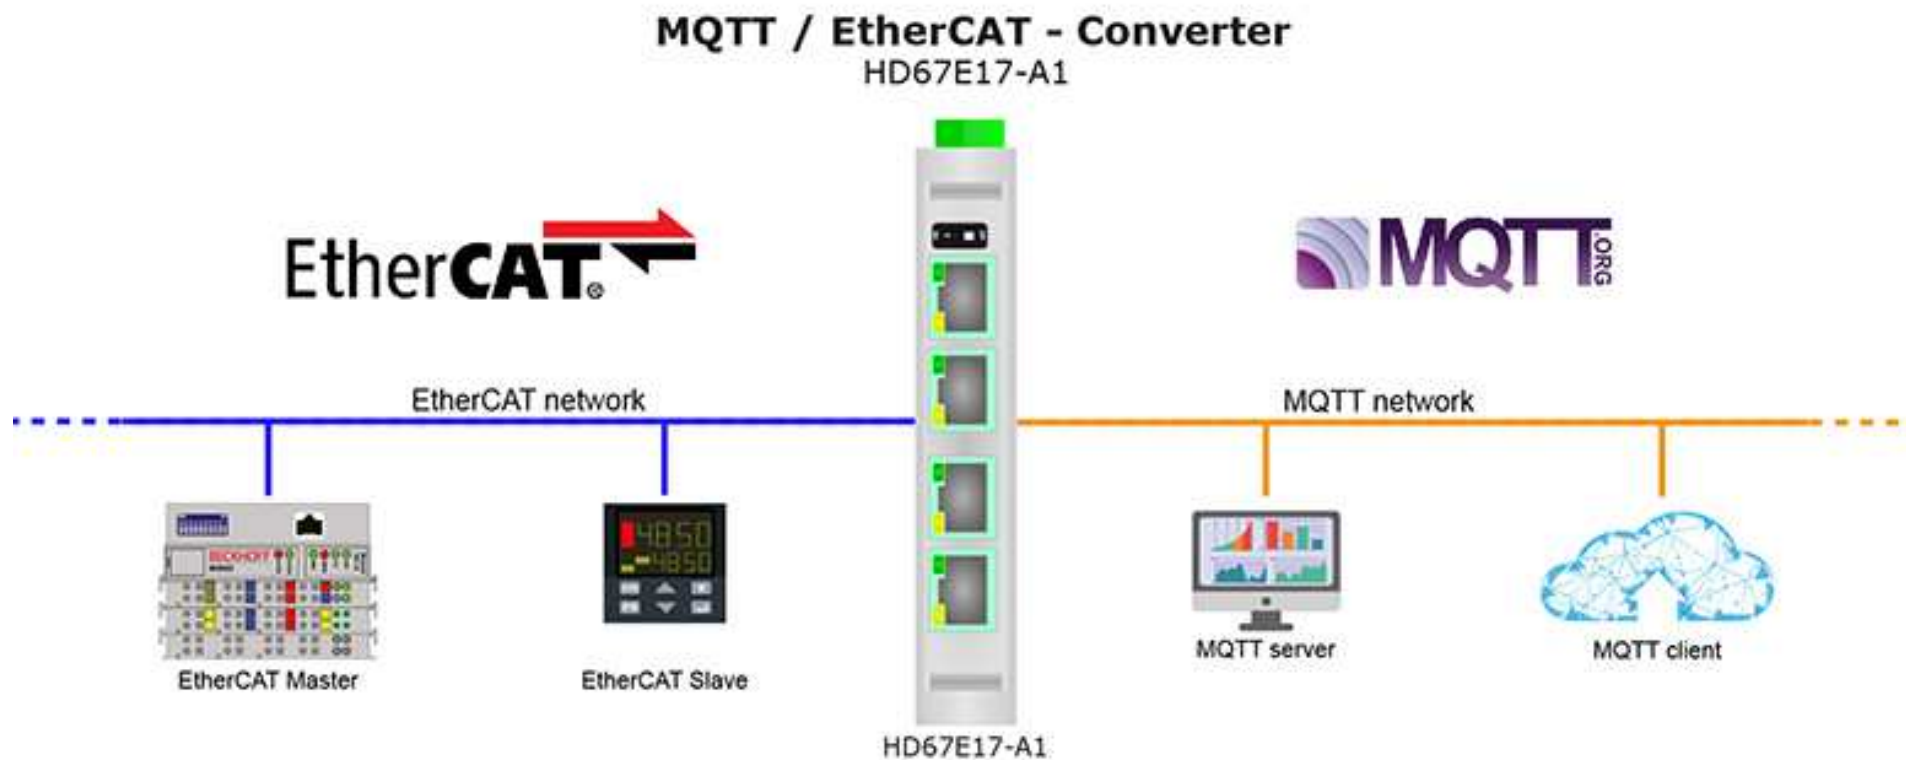 MQTT / EtherCAT - Converter
HD67E17-A1
EtherCAT®
MQTT.ORG
EtherCAT network
MQTT network
BECKHOFF
4850
4850
EtherCAT Master
EtherCAT Slave
MQTT server
MQTT client
HD67E17-A1